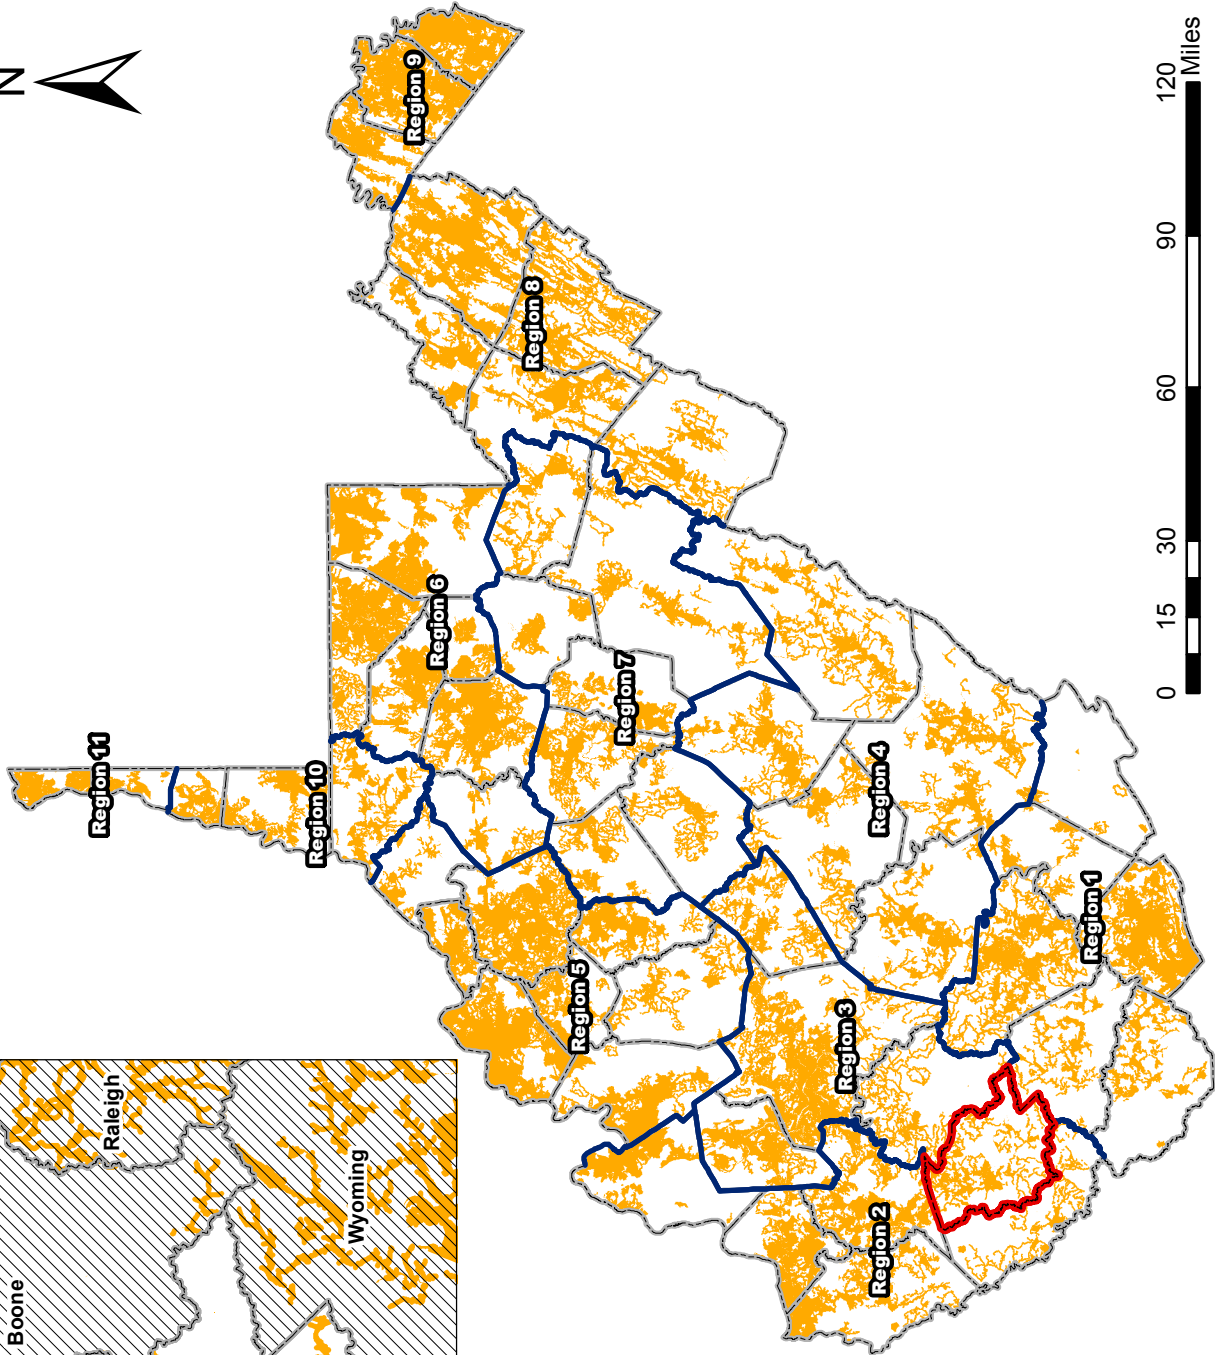 N
Region 9
Region 8
Region 6
Region 7
Region 11
Region 10
Region 4
Region 5
Region 3
Region 1
Region 2
Raleigh
Wyoming
Boone
0
15
30
60
90
120
Miles